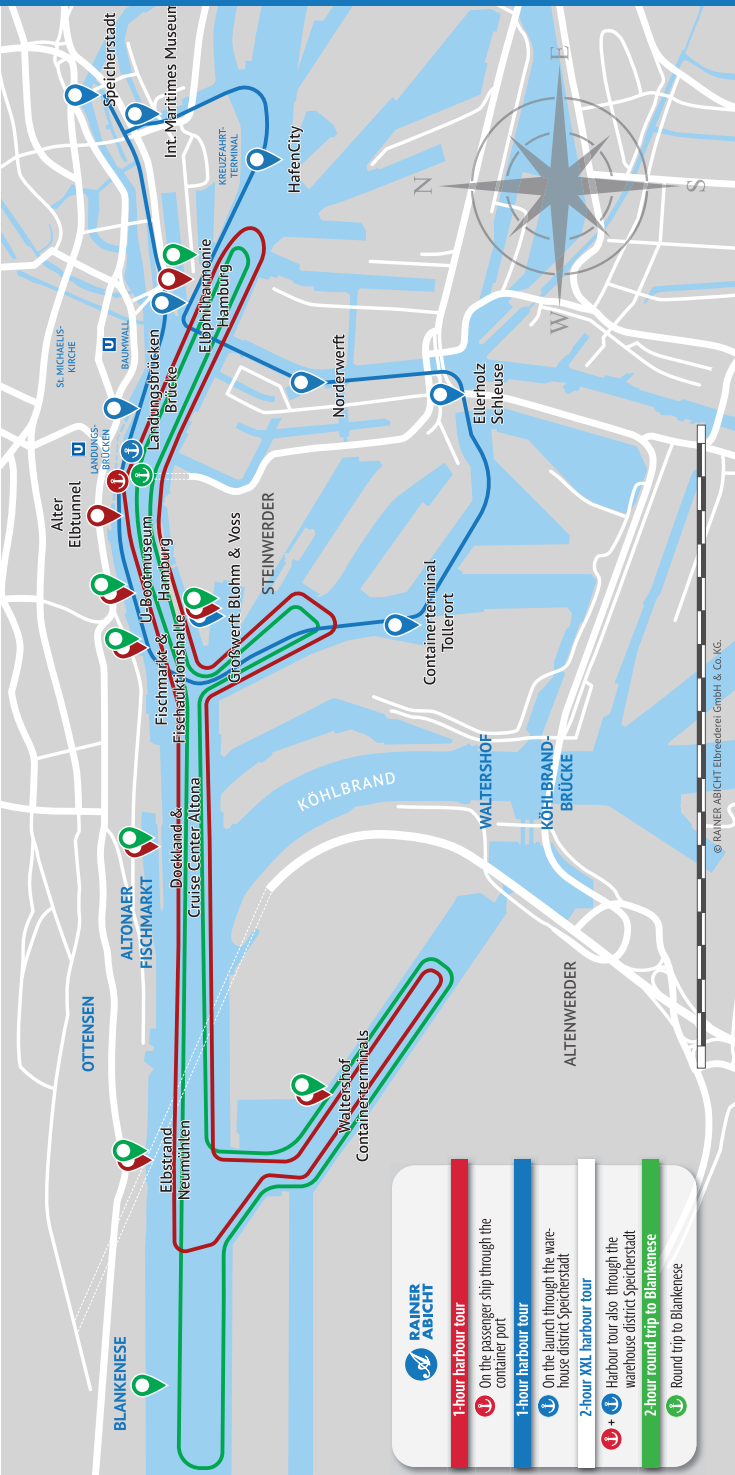 BLANKENESE
OTTENSEN
ALTONAER
FISCHMARKT
Elbstrand
Neumühlen
Dockland &
Cruise Center Altona
Fischmarkt &
Fischauktionshalle
U-Bootmuseum
Hamburg
Alter
Elbtunnel
U
LANDUNGS-
BRÜCKEN
Landungsbrücken
Brücke
St. MICHAELIS-
KIRCHE
U
BAUMWALL
Elbphilharmonie
Hamburg
Speicherstadt
Int. Maritimes Museum
KREUZFAHRT-
TERMINAL
HafenCity
Großwerft Blohm & Voss
STEINWERDER
Norderwerft
Ellerholz
Schleuse
Containerterminal
Tollerort
Waltershof
Containerterminals
KÖHLBRAND
WALTERSHOF
KÖHLBRAND-
BRÜCKE
ALTENWERDER
N
E
S
W
RAINER
ABICHT
1-hour harbour tour
On the passenger ship through the
container port
1-hour harbour tour
On the launch through the ware-
house district Speicherstadt
2-hour XXL harbour tour
+
Harbour tour also through the
warehouse district Speicherstadt
2-hour round trip to Blankenese
Round trip to Blankenese
© RAINER ABICHT Elbreederei GmbH & Co. KG.